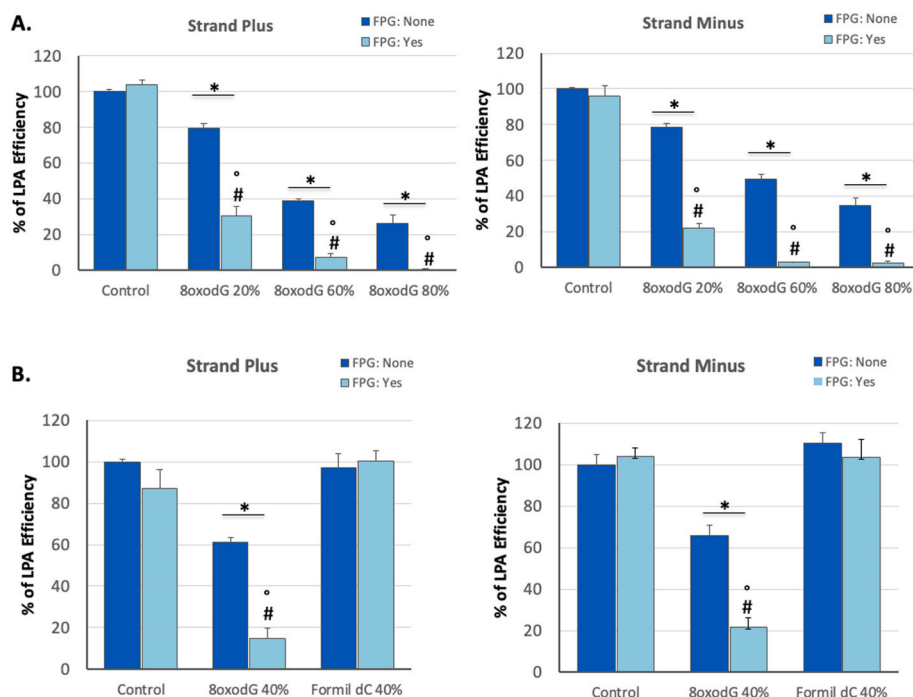 A.
Strand Plus
FPG: None
FPG: Yes
% of LPA Efficiency
120
100
80
60
40
20
0
*
*
*
°
#
°
#
°
#
Control 8oxodG 20% 8oxodG 60% 8oxodG 80%
Strand Minus
FPG: None
FPG: Yes
% of LPA Efficiency
120
100
80
60
40
20
0
*
*
*
°
#
°
#
°
#
Control 8oxodG 20% 8oxodG 60% 8oxodG 80%
B.
Strand Plus
FPG: None
FPG: Yes
% of LPA Efficiency
120
100
80
60
40
20
0
*
°
#
Control 8oxodG 40% Formil dC 40%
Strand Minus
FPG: None
FPG: Yes
% of LPA Efficiency
120
100
80
60
40
20
0
*
°
#
Control 8oxodG 40% Formil dC 40%